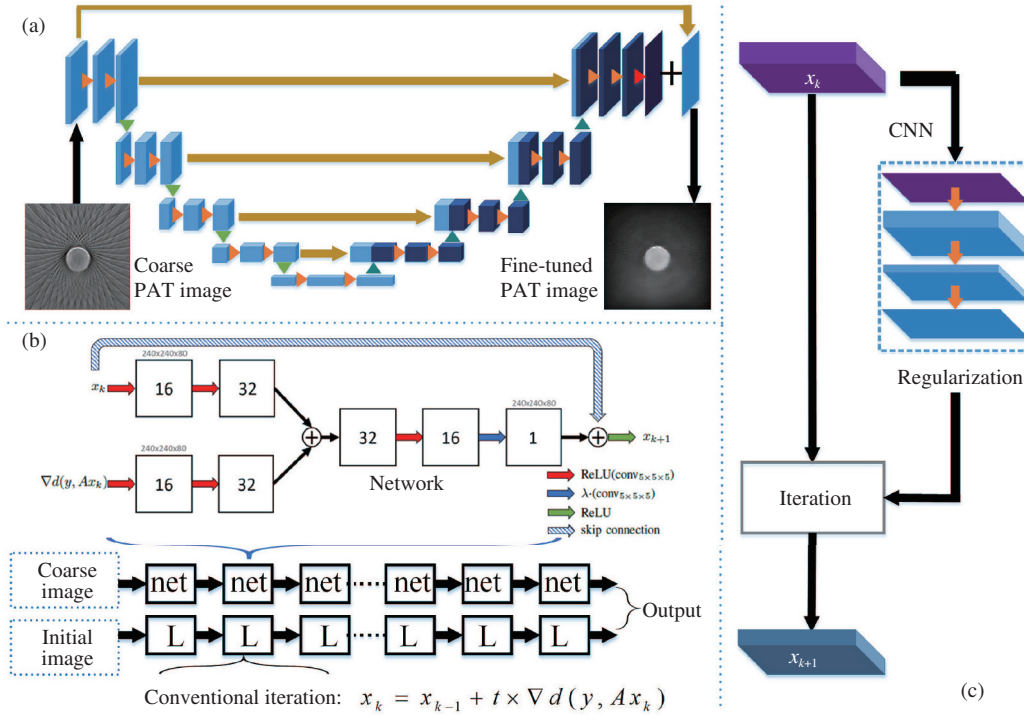 (a)
Coarse
PAT image
Fine-tuned
PAT image
(b)
240x240x80
x_k
16
32
240x240x80
∇d(y, Ax_k)
16
32
32
16
240x240x80
1
x_{k+1}
Network
ReLU(conv_{5×5×5})
λ·(conv_{5×5×5})
ReLU
skip connection
Coarse
image
net net net net net net
Initial
image
L L L L L L
Output
Conventional iteration: x_k = x_{k-1} + t × ∇ d ( y , Ax_k )
x_k
CNN
Regularization
Iteration
x_{k+1}
(c)